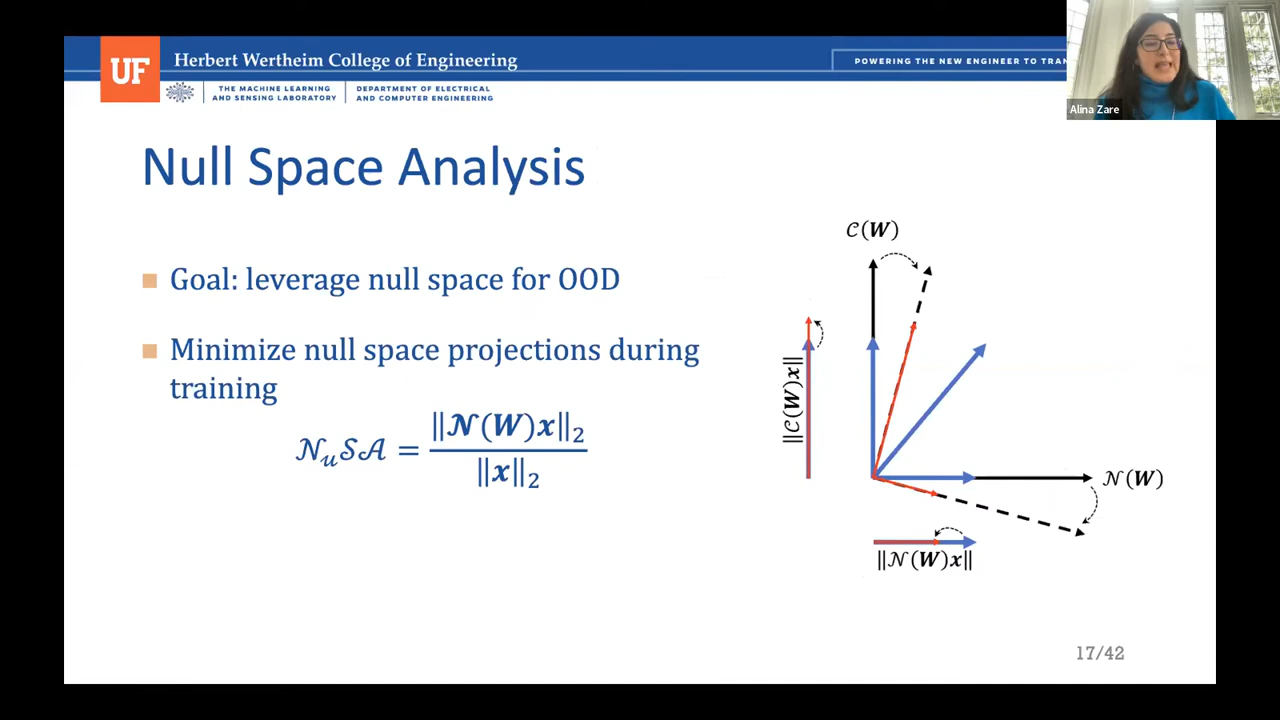 UF
Herbert Wertheim College of Engineering
POWERING THE NEW ENGINEER TO TRAN
THE MACHINE LEARNING
AND SENSING LABORATORY
DEPARTMENT OF ELECTRICAL
AND COMPUTER ENGINEERING
Alina Zare
Null Space Analysis
Goal: leverage null space for OOD
Minimize null space projections during
training
𝒩ᵤ𝒮𝒜 = ‖𝒩(W)x‖₂ / ‖x‖₂
𝒞(W)
‖𝒞(W)x‖
𝒩(W)
‖𝒩(W)x‖
17/42